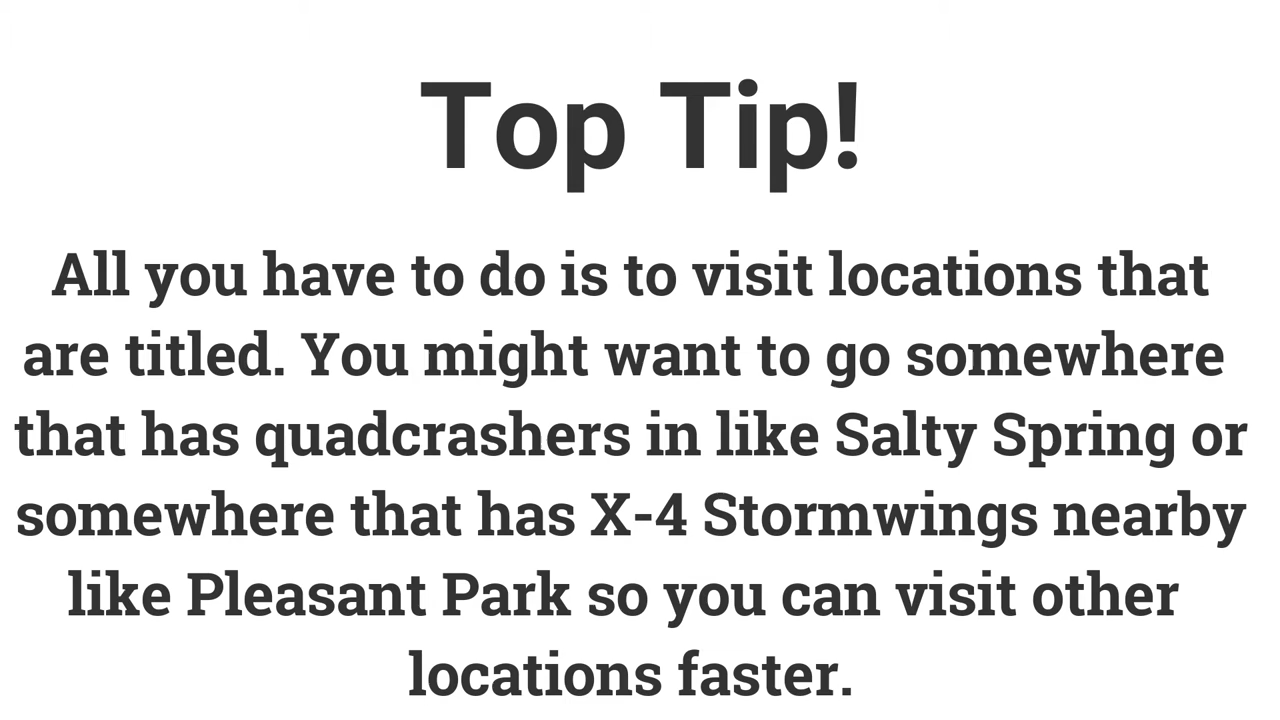 Top Tip!
All you have to do is to visit locations that
are titled. You might want to go somewhere
that has quadcrashers in like Salty Spring or
somewhere that has X-4 Stormwings nearby
like Pleasant Park so you can visit other
locations faster.